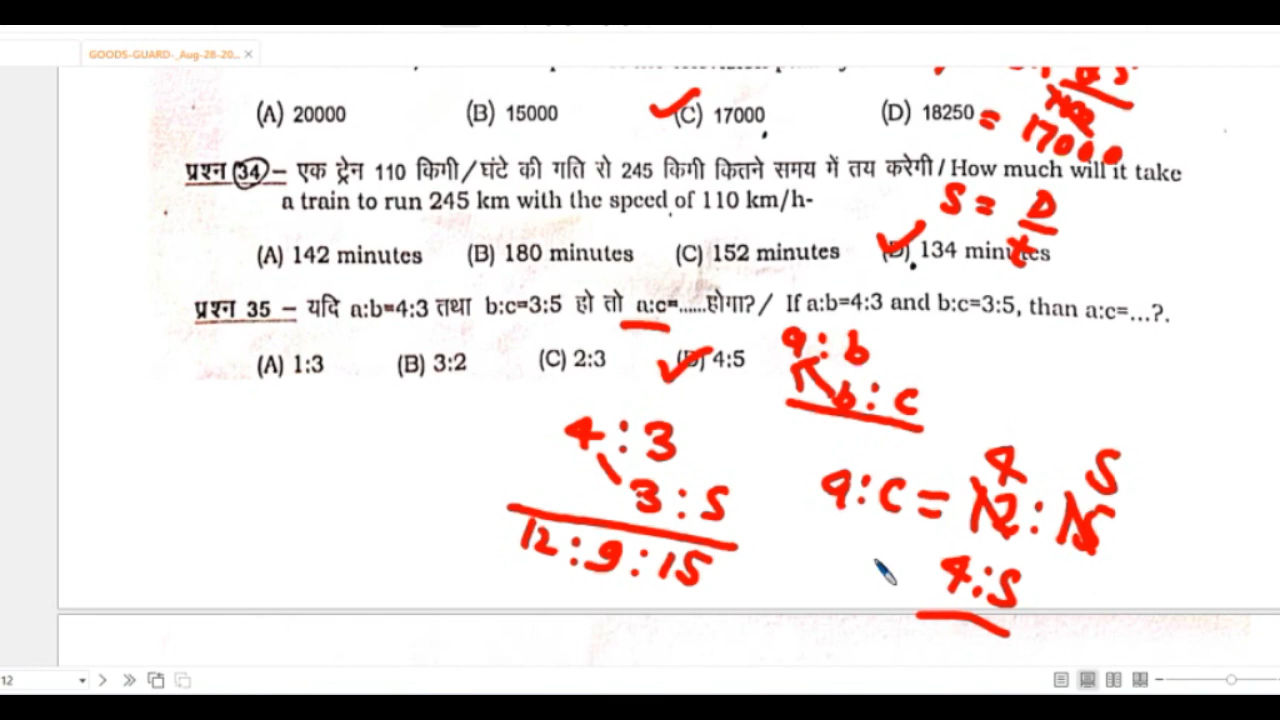 GOODS-GUARD-_Aug-28-20...
(A) 20000 (B) 15000 (C) 17000 (D) 18250 =
17000
प्रश्न 34 – एक ट्रेन 110 किगी/घंटे की गति रो 245 किगी कितने समय में तय करेगी / How much will it take
a train to run 245 km with the speed of 110 km/h-
S = D
t
(A) 142 minutes (B) 180 minutes (C) 152 minutes (D) 134 minutes
प्रश्न 35 – यदि a:b=4:3 तथा b:c=3:5 हो तो a:c=......होगा? / If a:b=4:3 and b:c=3:5, than a:c=...?.
(A) 1:3 (B) 3:2 (C) 2:3 (D) 4:5
a : b
b : c
4 : 3
3 : 5
12 : 9 : 15
4 5
a : c = 12 : 15
4 : 5
12